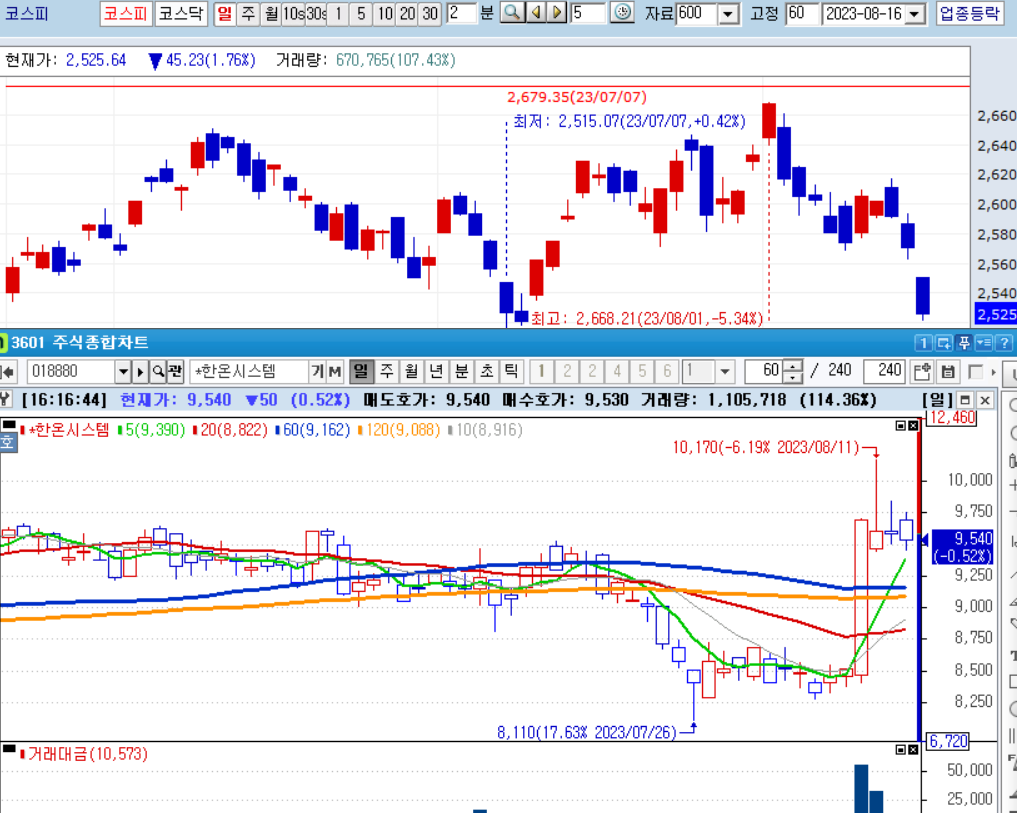 코스피 코스피 코스닥 일 주 월 10s 30s 1 5 10 20 30 2 분 5 자료 600 고정 60 2023-08-16 업종등락
현재가: 2,525.64 ▼45.23(1.76%) 거래량: 670,765(107.43%)
2,679.35(23/07/07)
최저: 2,515.07(23/07/07,+0.42%)
2,660
2,640
2,620
2,600
2,580
2,560
2,540
2,525
최고: 2,668.21(23/08/01,-5.34%)
3601 주식종합차트 1 ?
018880 관 *한온시스템 기 M 일 주 월 년 분 초 틱 1 2 2 4 5 6 1 60 / 240 240
[16:16:44] 현재가: 9,540 ▼50 (0.52%) 매도호가: 9,540 매수호가: 9,530 거래량: 1,105,718 (114.36%) [일]
호 *한온시스템 5(9,390) 20(8,822) 60(9,162) 120(9,088) 10(8,916)
12,460
10,170(-6.19% 2023/08/11)
10,000
9,750
9,540
(-0.52%)
9,250
9,000
8,750
8,500
8,250
8,110(17.63% 2023/07/26)
6,720
거래대금(10,573)
50,000
25,000